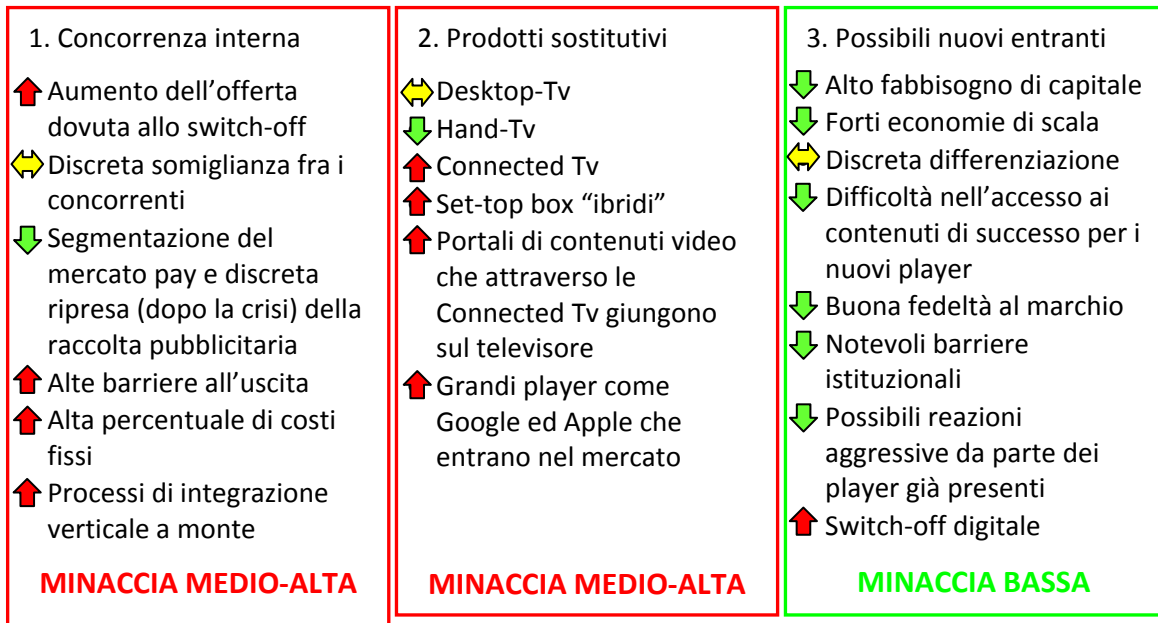 1. Concorrenza interna
Aumento dell’offerta
dovuta allo switch-off
Discreta somiglianza fra i
concorrenti
Segmentazione del
mercato pay e discreta
ripresa (dopo la crisi) della
raccolta pubblicitaria
Alte barriere all’uscita
Alta percentuale di costi
fissi
Processi di integrazione
verticale a monte
MINACCIA MEDIO-ALTA
2. Prodotti sostitutivi
Desktop-Tv
Hand-Tv
Connected Tv
Set-top box “ibridi”
Portali di contenuti video
che attraverso le
Connected Tv giungono
sul televisore
Grandi player come
Google ed Apple che
entrano nel mercato
MINACCIA MEDIO-ALTA
3. Possibili nuovi entranti
Alto fabbisogno di capitale
Forti economie di scala
Discreta differenziazione
Difficoltà nell’accesso ai
contenuti di successo per i
nuovi player
Buona fedeltà al marchio
Notevoli barriere
istituzionali
Possibili reazioni
aggressive da parte dei
player già presenti
Switch-off digitale
MINACCIA BASSA